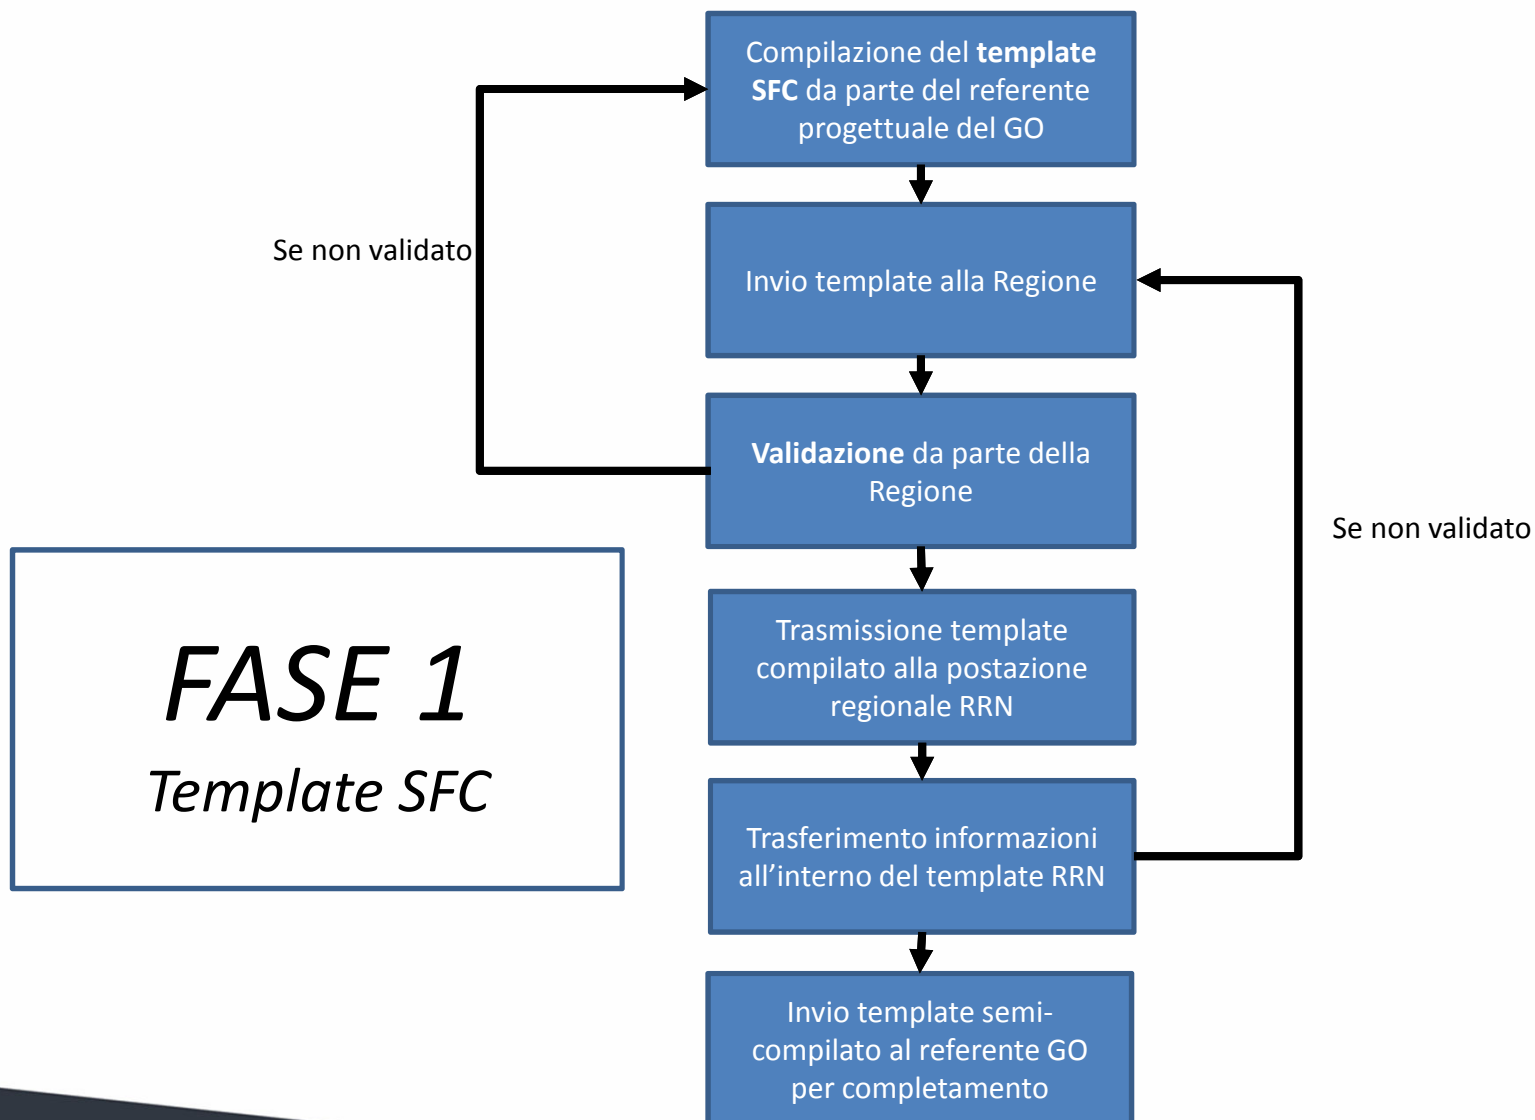 Compilazione del template
SFC da parte del referente
progettuale del GO
Se non validato
Invio template alla Regione
Validazione da parte della
Regione
Se non validato
Trasmissione template
compilato alla postazione
regionale RRN
FASE 1
Template SFC
Trasferimento informazioni
all’interno del template RRN
Invio template semi-
compilato al referente GO
per completamento